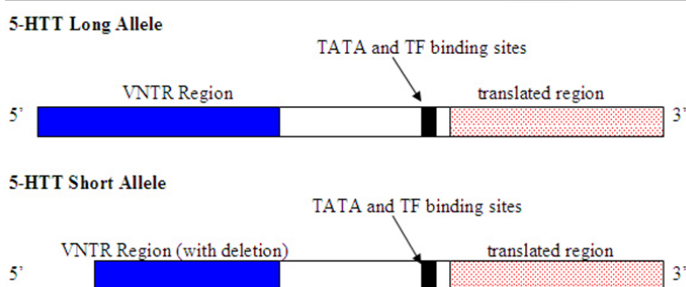 5-HTT Long Allele
TATA and TF binding sites
VNTR Region
translated region
5’ 3’
5-HTT Short Allele
TATA and TF binding sites
VNTR Region (with deletion) translated region
5’ 3’